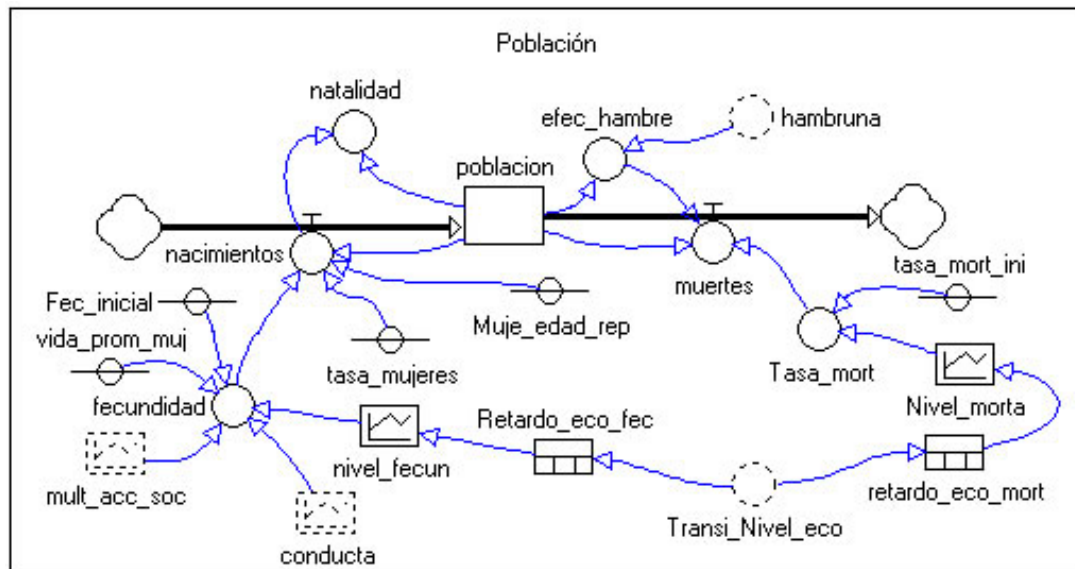 Población
natalidad
efec_hambre
hambruna
poblacion
nacimientos
muertes
tasa_mort_ini
Fec_inicial
Muje_edad_rep
vida_prom_muj
tasa_mujeres
Tasa_mort
fecundidad
Retardo_eco_fec
Nivel_morta
nivel_fecun
mult_acc_soc
retardo_eco_mort
Transi_Nivel_eco
conducta